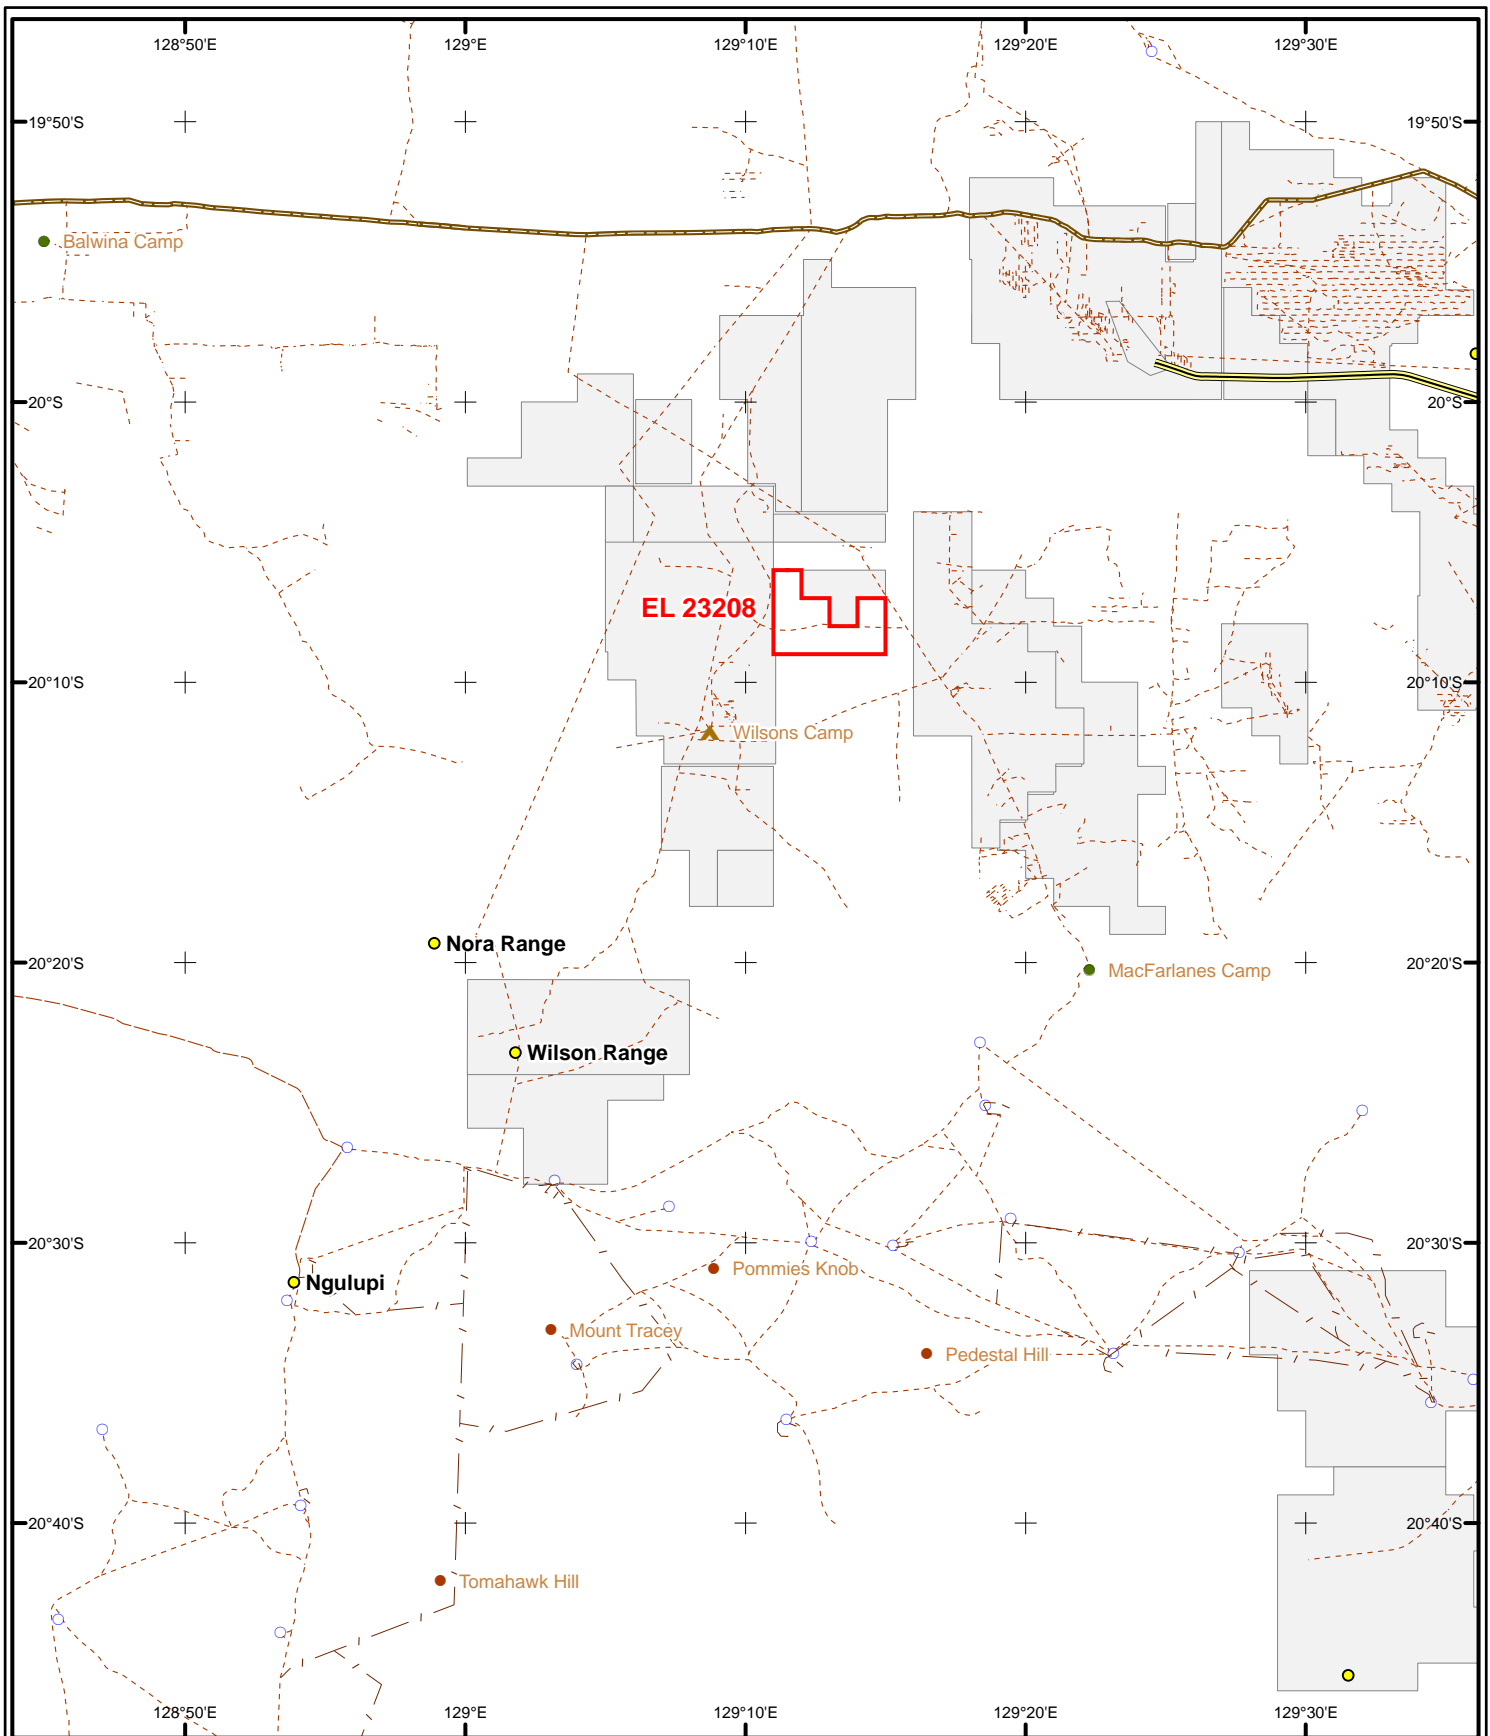 128°50'E 129°E 129°10'E 129°20'E 129°30'E
19°50'S 19°50'S
Balwina Camp
20°S 20°S
EL 23208
20°10'S 20°10'S
Wilsons Camp
Nora Range
20°20'S 20°20'S
MacFarlanes Camp
Wilson Range
20°30'S 20°30'S
Pommies Knob
Ngulupi
Mount Tracey
Pedestal Hill
20°40'S 20°40'S
Tomahawk Hill
128°50'E 129°E 129°10'E 129°20'E 129°30'E